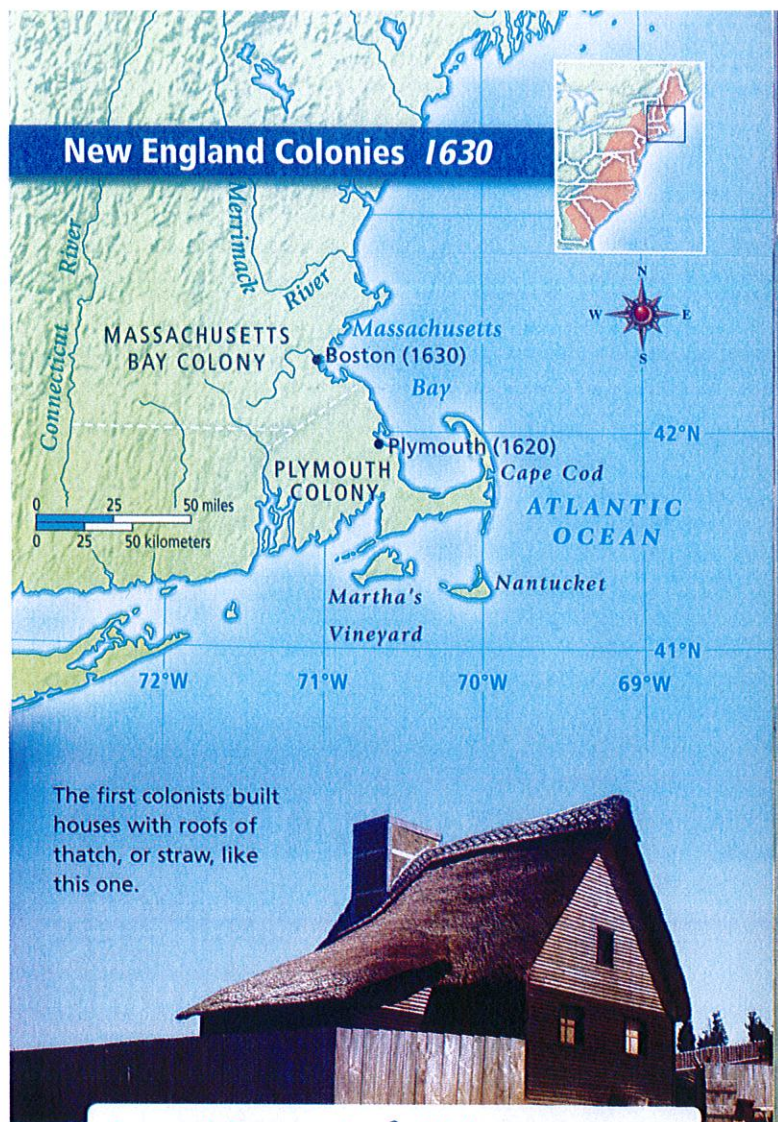 New England Colonies 1630
Connecticut River
Merrimack
River
N
W E
S
MASSACHUSETTS
BAY COLONY
Massachusetts
Bay
Boston (1630)
42°N
Plymouth (1620)
PLYMOUTH
COLONY
Cape Cod
ATLANTIC
OCEAN
0 25 50 miles
0 25 50 kilometers
Martha's
Vineyard
Nantucket
41°N
72°W 71°W 70°W 69°W
The first colonists built
houses with roofs of
thatch, or straw, like
this one.